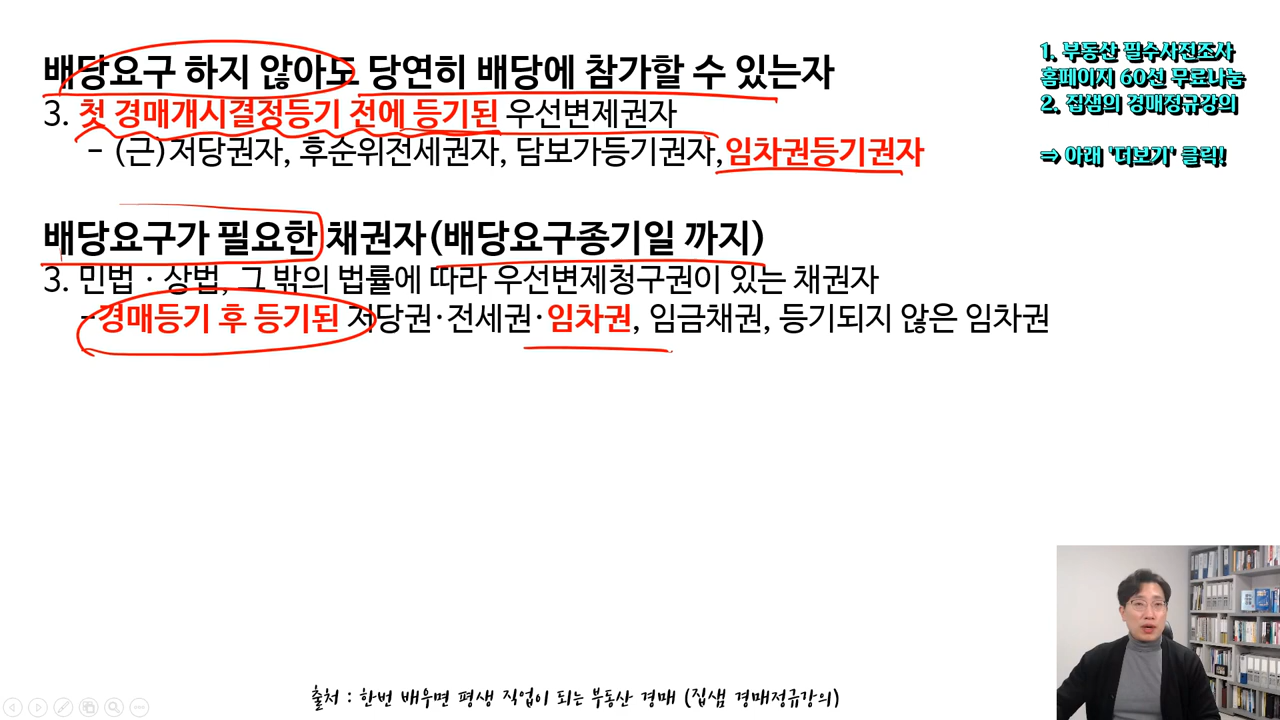 배당요구 하지 않아도 당연히 배당에 참가할 수 있는자
3. 첫 경매개시결정등기 전에 등기된 우선변제권자
- (근)저당권자, 후순위전세권자, 담보가등기권자, 임차권등기권자
배당요구가 필요한 채권자(배당요구종기일 까지)
3. 민법·상법, 그 밖의 법률에 따라 우선변제청구권이 있는 채권자
-경매등기 후 등기된 저당권·전세권·임차권, 임금채권, 등기되지 않은 임차권
1. 부동산 필수사전조사
홈페이지 60선 무료나눔
2. 집샘의 경매정규강의
⇒ 아래 '더보기' 클릭!
출처 : 한번 배우면 평생 직업이 되는 부동산 경매 (집샘 경매정규강의)